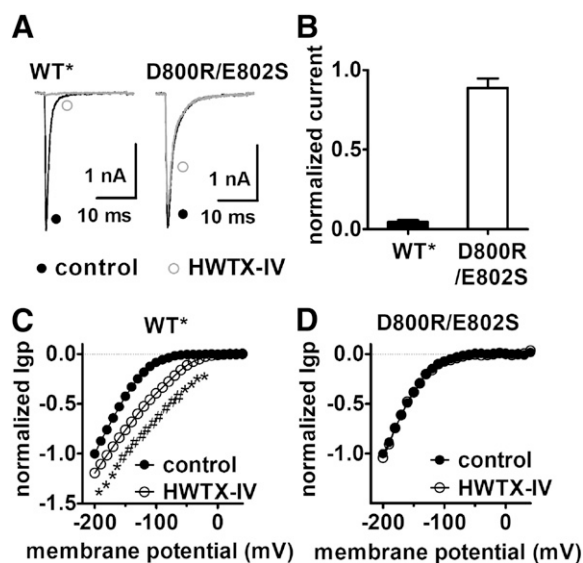 A
WT*
D800R/E802S
1 nA
10 ms
1 nA
10 ms
control
HWTX-IV
B
normalized current
1.0
0.5
0.0
WT*
D800R
/E802S
C
WT*
normalized Igp
0.0
-0.5
-1.0
-1.5
**###########*****
control
HWTX-IV
-200
-100
0
membrane potential (mV)
D
D800R/E802S
normalized Igp
0.0
-0.5
-1.0
control
HWTX-IV
-200
-100
0
membrane potential (mV)